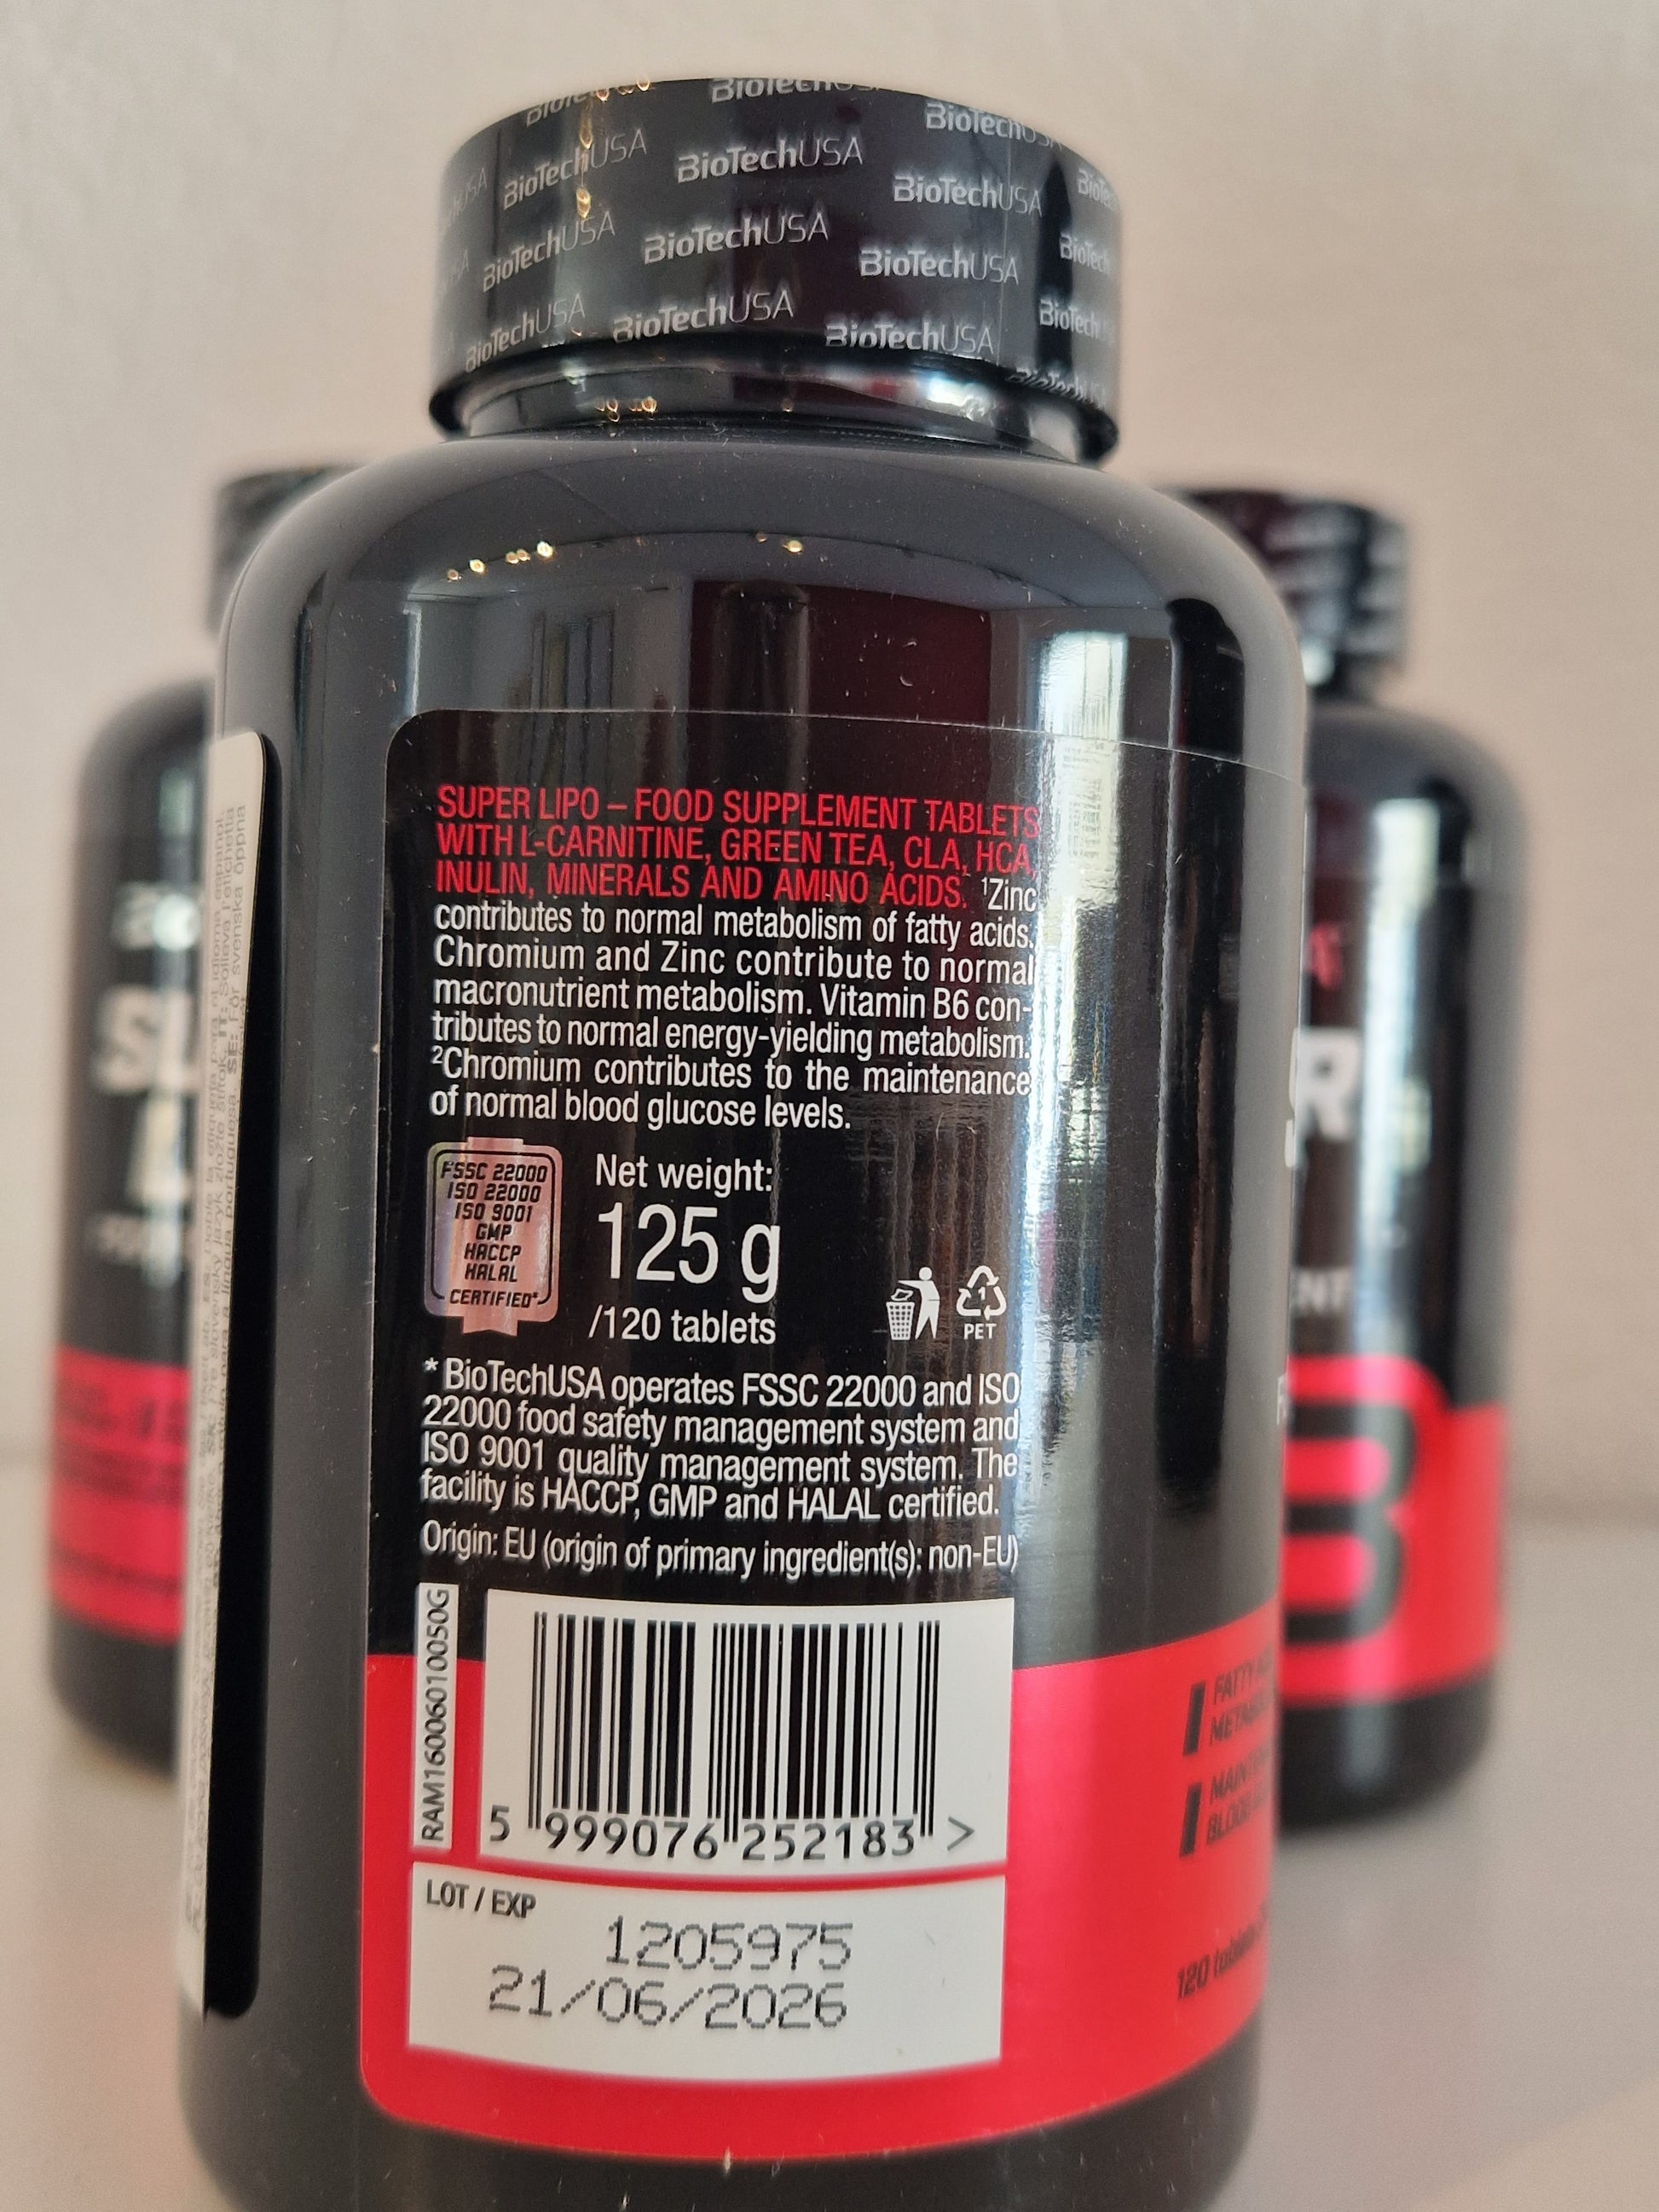 BioTechUSA
BioTechUSA BioTechUSA BioTechUSA
BioTechUSA BioTechUSA BioTechUSA
BioTechUSA BioTechUSA BioTechUSA
SUPER LIPO – FOOD SUPPLEMENT TABLETS
WITH L-CARNITINE, GREEN TEA, CLA, HCA,
INULIN, MINERALS AND AMINO ACIDS. ¹Zinc
contributes to normal metabolism of fatty acids.
Chromium and Zinc contribute to normal
macronutrient metabolism. Vitamin B6 con-
tributes to normal energy-yielding metabolism.
²Chromium contributes to the maintenance
of normal blood glucose levels.
FSSC 22000
ISO 22000
ISO 9001
GMP
HACCP
HALAL
CERTIFIED*
Net weight:
125 g
/120 tablets
1
PET
* BioTechUSA operates FSSC 22000 and ISO
22000 food safety management system and
ISO 9001 quality management system. The
facility is HACCP, GMP and HALAL certified.
Origin: EU (origin of primary ingredient(s): non-EU)
RAM16006010050G
5 999076 252183 >
LOT / EXP
1205975
21/06/2026
FATTY
120